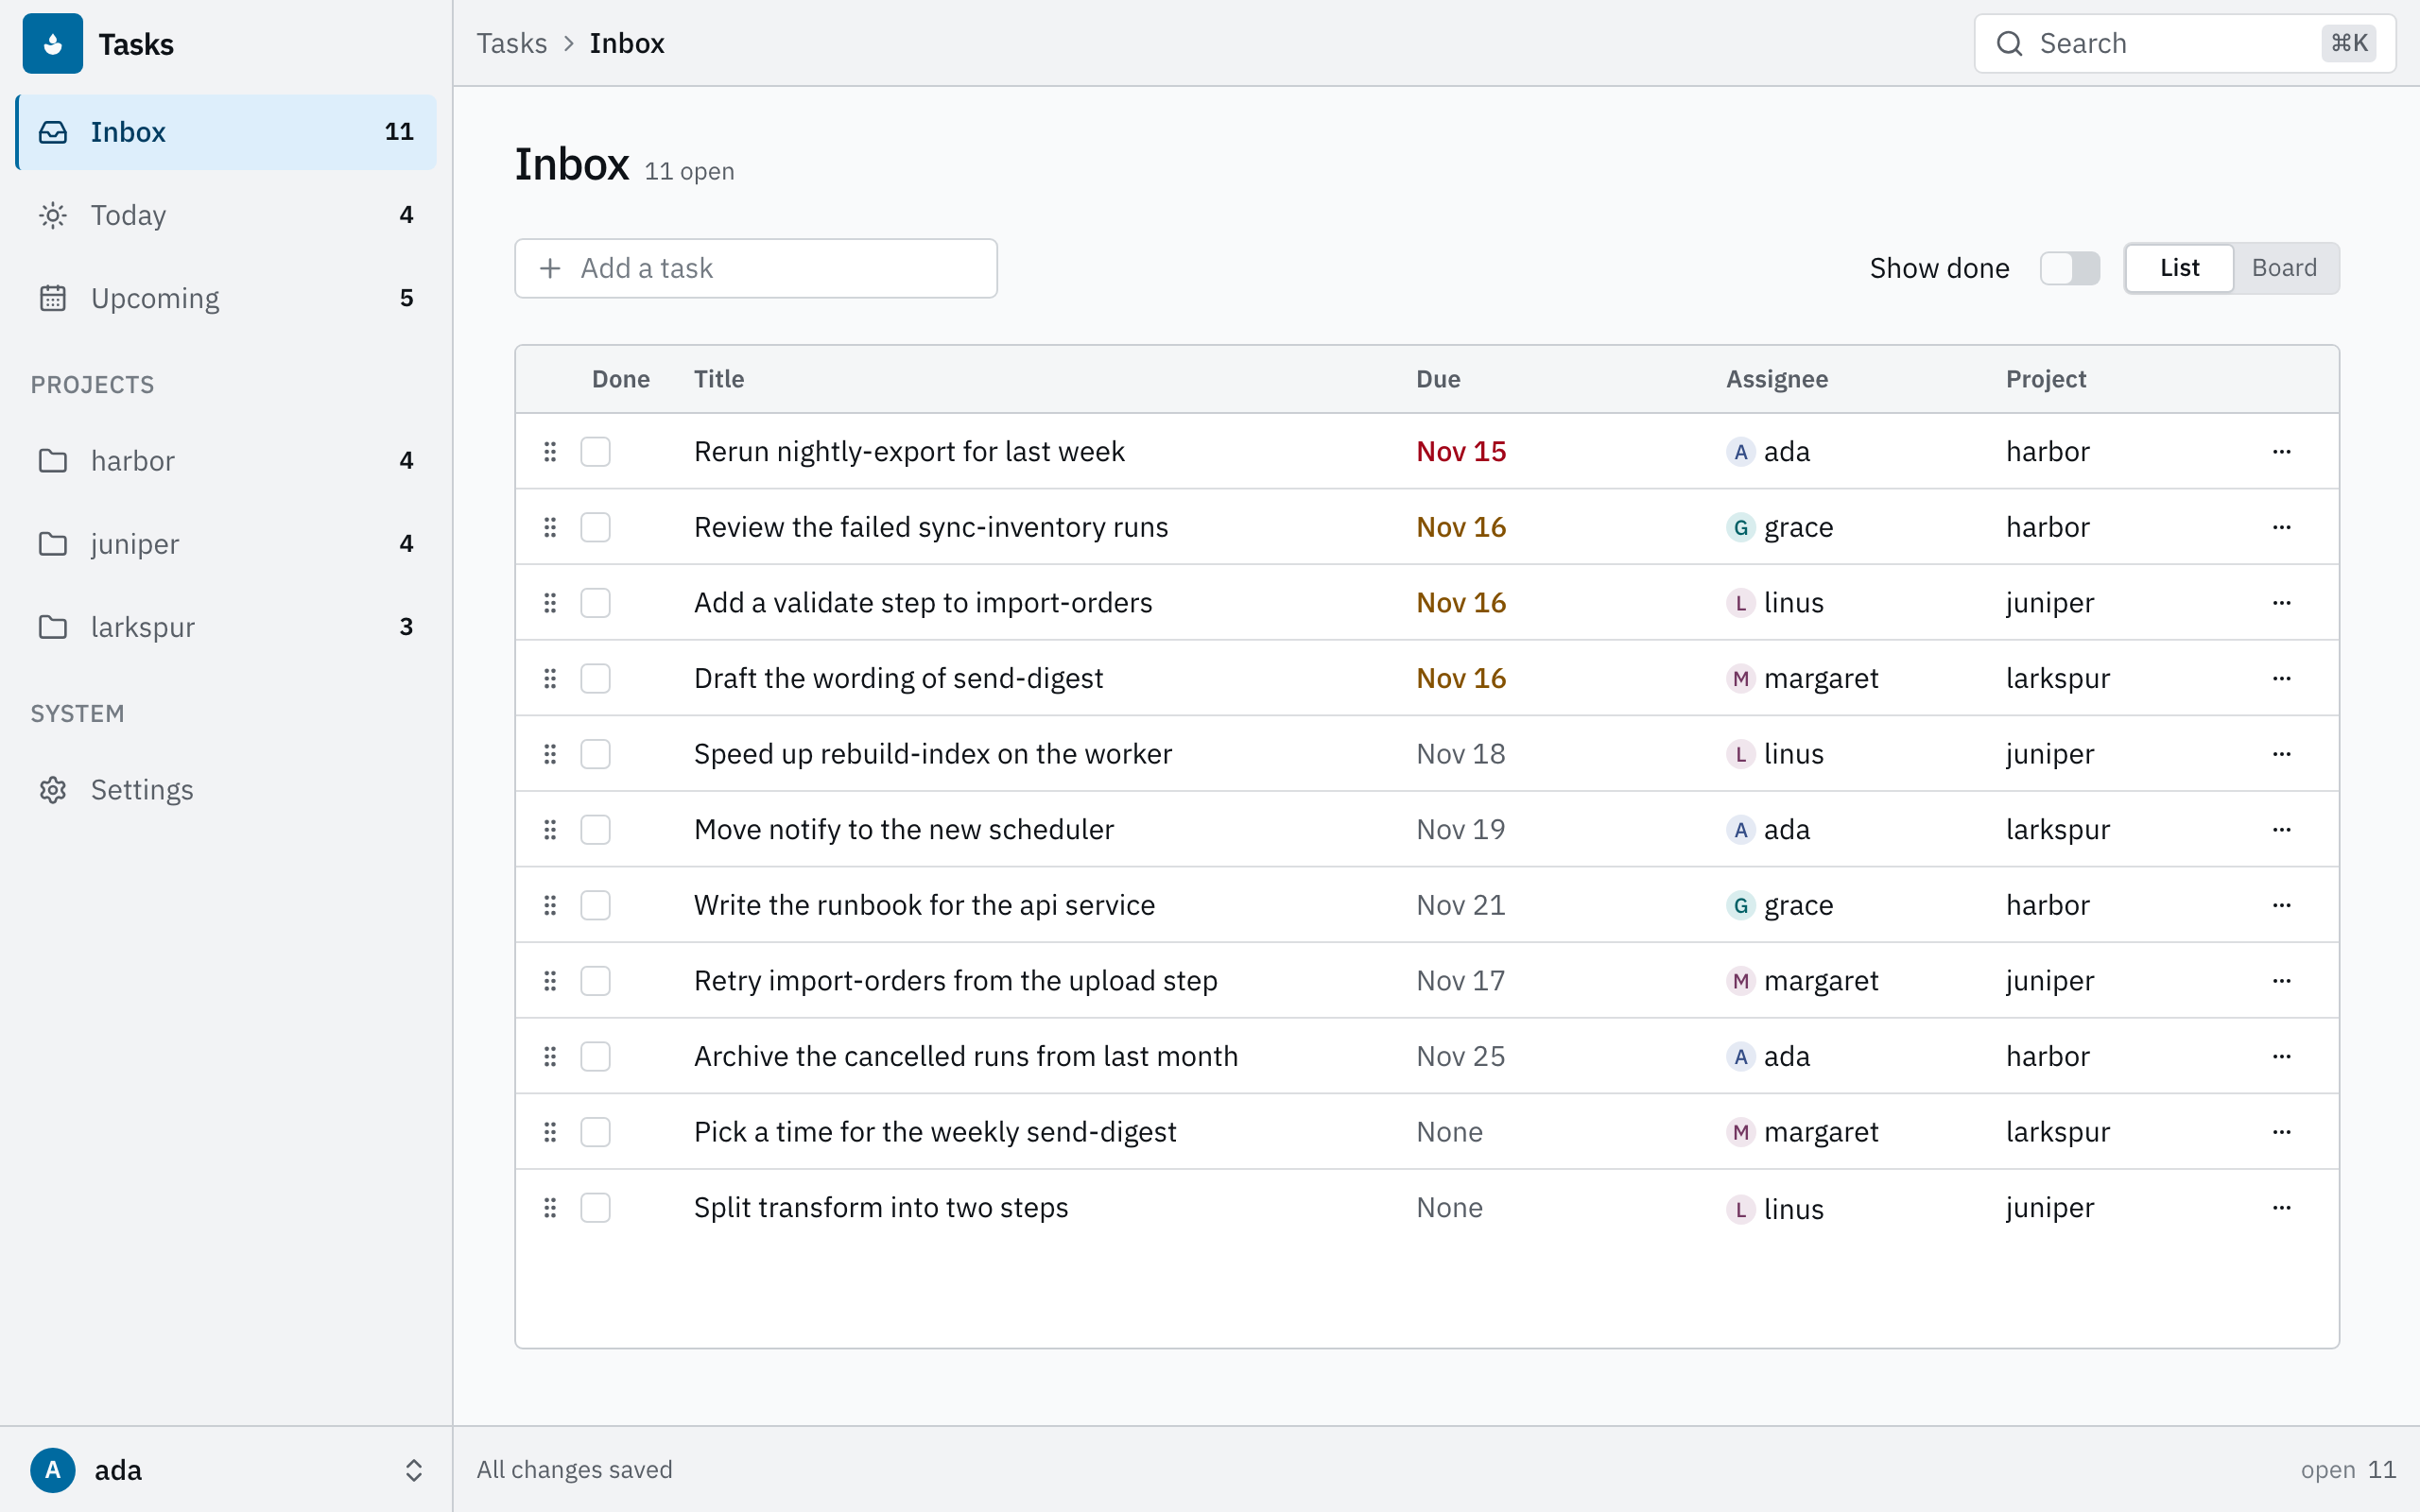 Tasks
Inbox 11
Today 4
Upcoming 5
PROJECTS
harbor 4
juniper 4
larkspur 3
SYSTEM
Settings
A ada
Tasks Inbox
Search ⌘K
Inbox 11 open
Add a task
Show done List Board
Done Title Due Assignee Project
Rerun nightly-export for last week Nov 15 A ada harbor
Review the failed sync-inventory runs Nov 16 G grace harbor
Add a validate step to import-orders Nov 16 L linus juniper
Draft the wording of send-digest Nov 16 M margaret larkspur
Speed up rebuild-index on the worker Nov 18 L linus juniper
Move notify to the new scheduler Nov 19 A ada larkspur
Write the runbook for the api service Nov 21 G grace harbor
Retry import-orders from the upload step Nov 17 M margaret juniper
Archive the cancelled runs from last month Nov 25 A ada harbor
Pick a time for the weekly send-digest None M margaret larkspur
Split transform into two steps None L linus juniper
All changes saved open 11